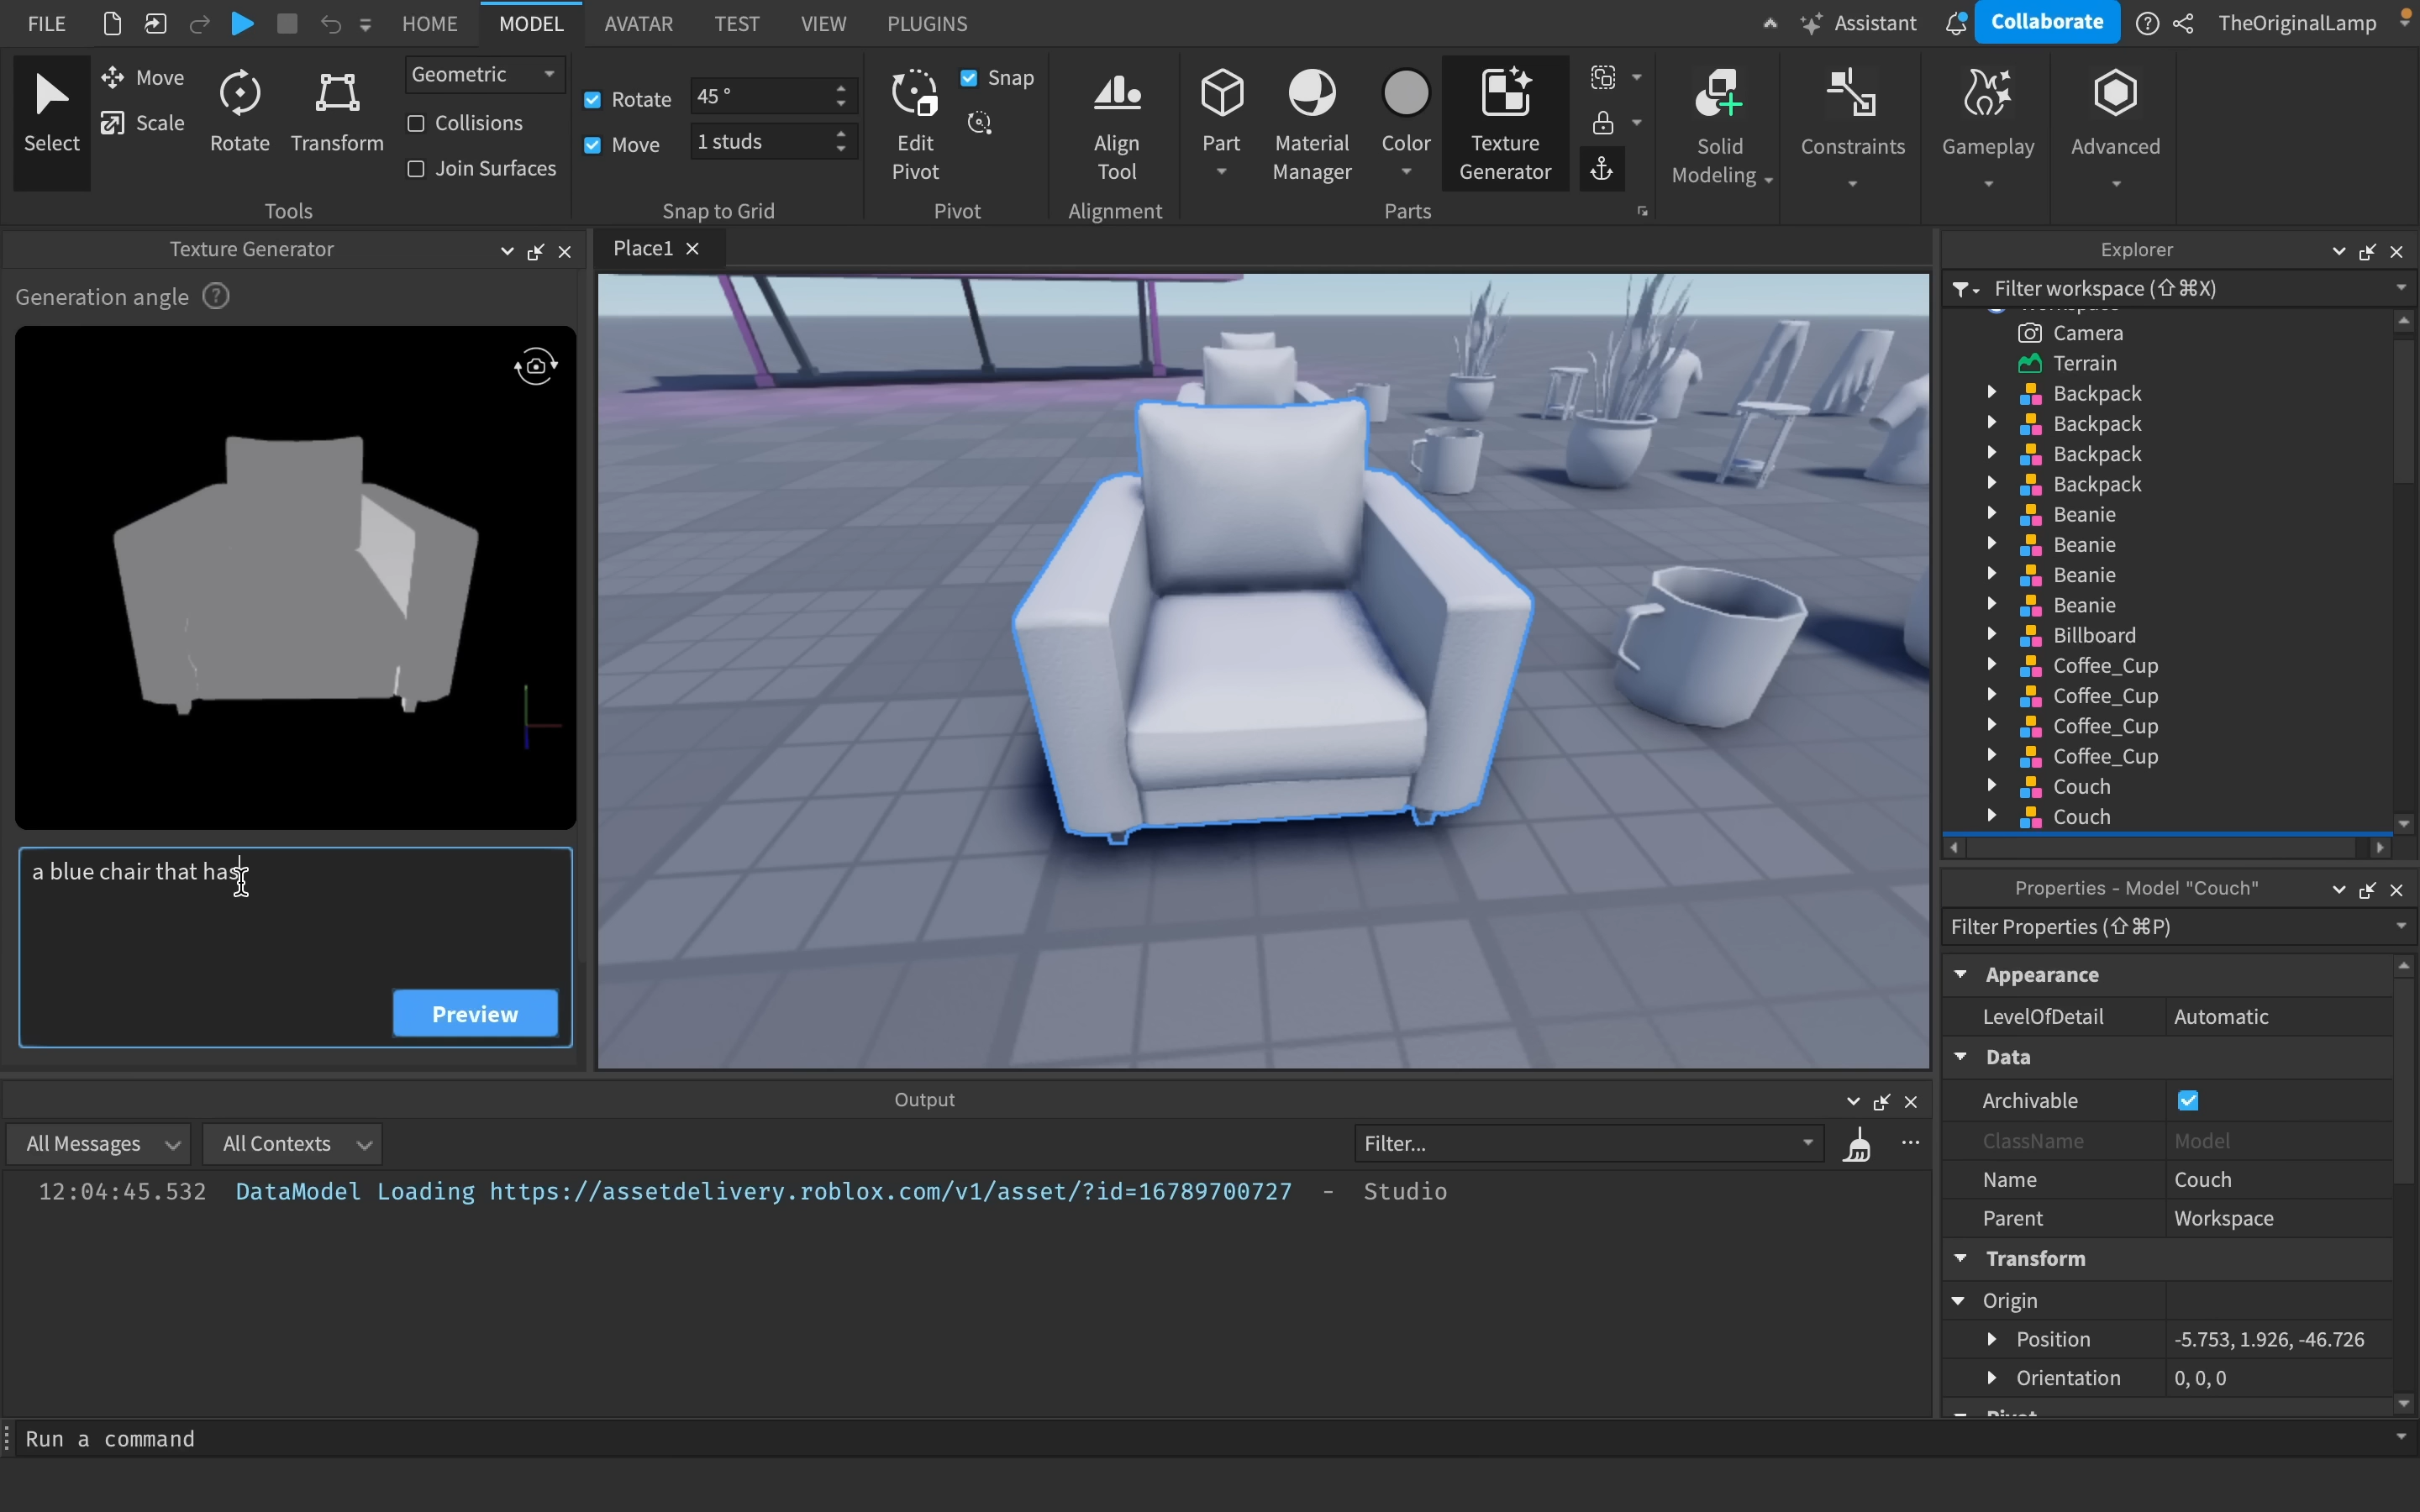 FILE
HOME
MODEL
AVATAR
TEST
VIEW
PLUGINS
Assistant
Collaborate
TheOriginalLamp
Select
Move
Scale
Rotate
Transform
Geometric
Collisions
Join Surfaces
Tools
Rotate 45 °
Move 1 studs
Snap to Grid
Edit
Pivot
Snap
Pivot
Align
Tool
Alignment
Part
Material
Manager
Color
Texture
Generator
Parts
Solid
Modeling
Constraints
Gameplay
Advanced
Texture Generator
Generation angle
a blue chair that has
Preview
Place1
Explorer
Filter workspace (⇧⌘X)
Camera
Terrain
Backpack
Backpack
Backpack
Backpack
Beanie
Beanie
Beanie
Beanie
Billboard
Coffee_Cup
Coffee_Cup
Coffee_Cup
Coffee_Cup
Couch
Couch
Properties - Model "Couch"
Filter Properties (⇧⌘P)
Appearance
LevelOfDetail Automatic
Data
Archivable
ClassName Model
Name Couch
Parent Workspace
Transform
Origin
Position -5.753, 1.926, -46.726
Orientation 0, 0, 0
Output
All Messages
All Contexts
Filter...
12:04:45.532 DataModel Loading https://assetdelivery.roblox.com/v1/asset/?id=16789700727 - Studio
Run a command